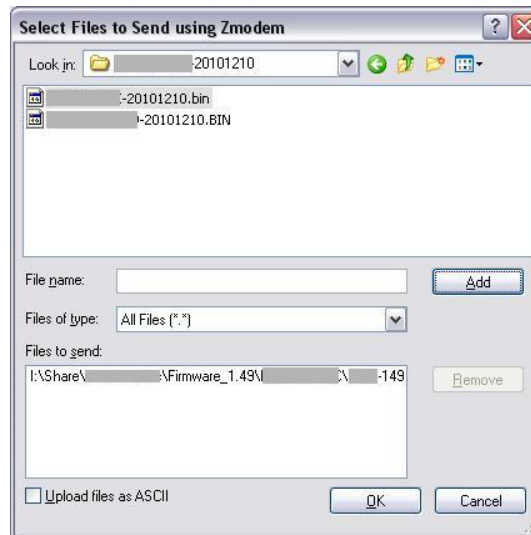 Select Files to Send using Zmodem
Look in: -20101210
-20101210.bin
-20101210.BIN
File name: Add
Files of type: All Files (*.*)
Files to send:
I:\Share\ \Firmware_1.49\ \ -149
Remove
Upload files as ASCII OK Cancel